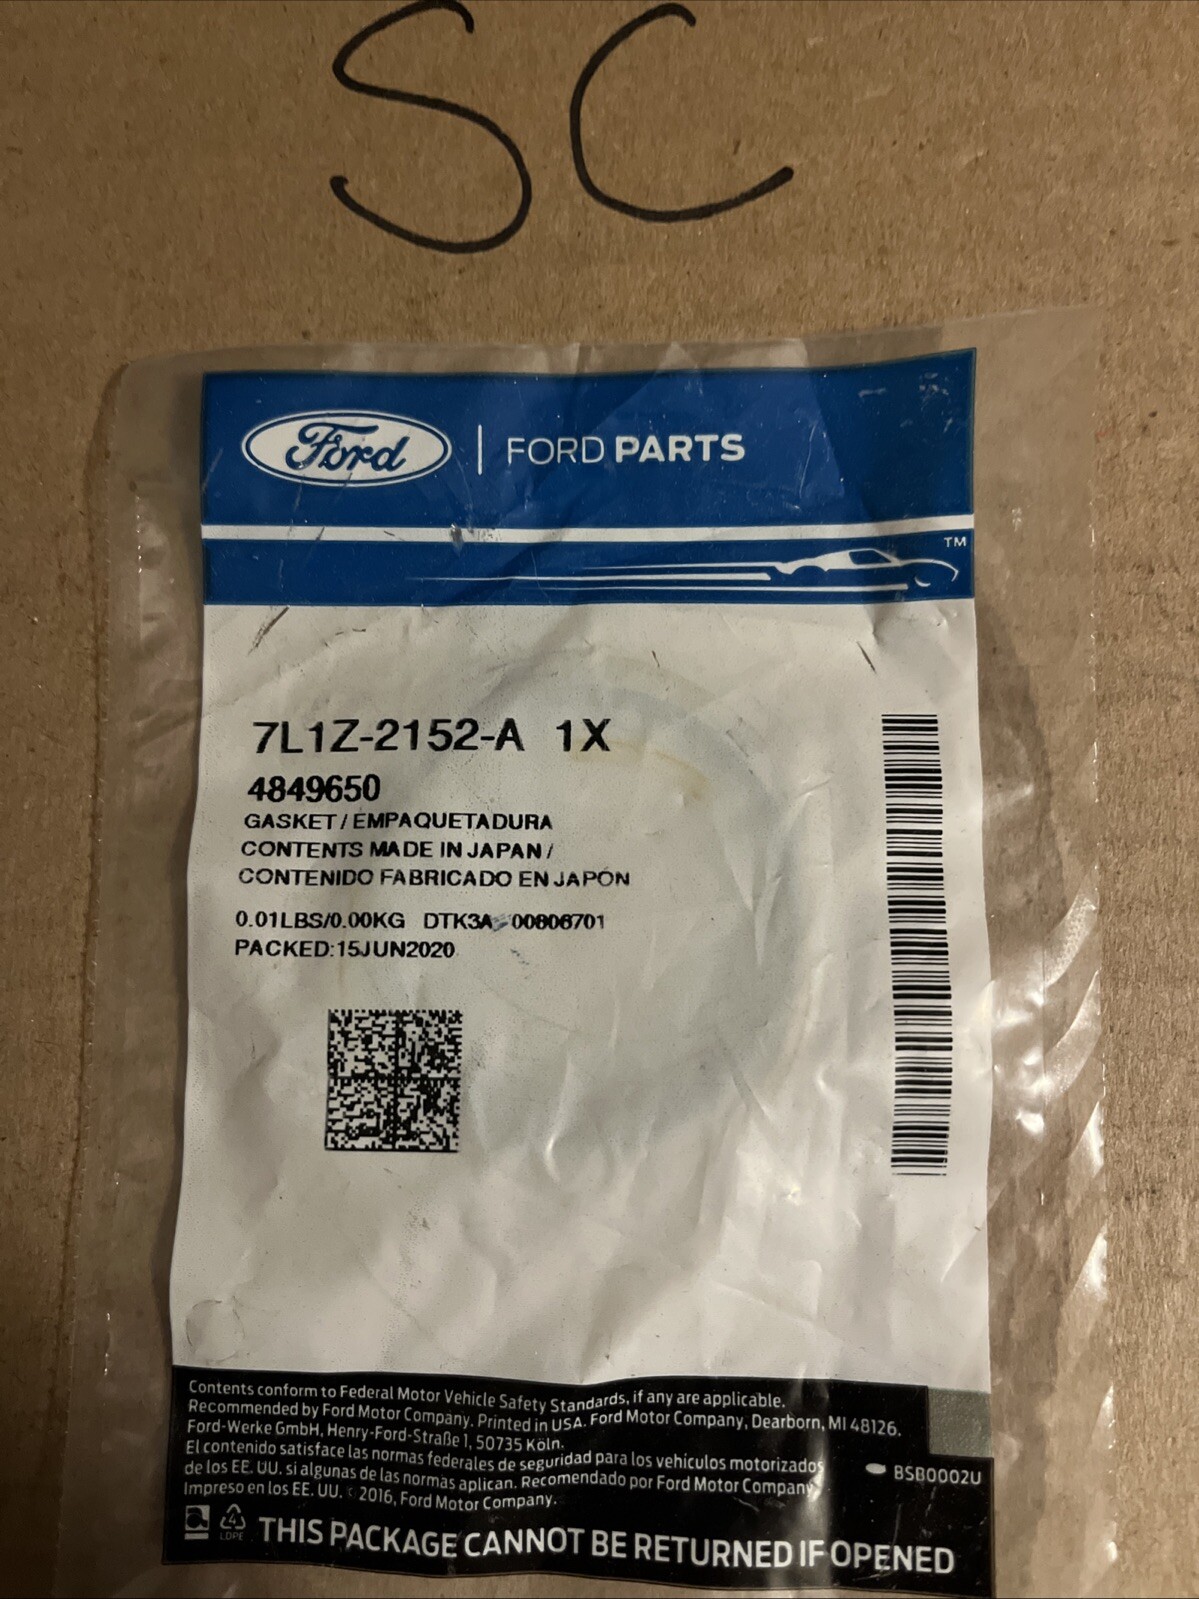 SC
Ford | FORD PARTS
TM
7L1Z-2152-A 1X
4849650
GASKET / EMPAQUETADURA
CONTENTS MADE IN JAPAN /
CONTENIDO FABRICADO EN JAPÓN
0.01LBS/0.00KG DTK3A 00806701
PACKED:15JUN2020
Contents conform to Federal Motor Vehicle Safety Standards, if any are applicable.
Recommended by Ford Motor Company. Printed in USA. Ford Motor Company, Dearborn, MI 48126.
Ford-Werke GmbH, Henry-Ford-Straße 1, 50735 Köln.
El contenido satisface las normas federales de seguridad para los vehiculos motorizados
de los EE. UU. si algunas de las normas aplican. Recomendado por Ford Motor Company.
Impreso en los EE. UU. © 2016, Ford Motor Company.
BSB0002U
4
LDPE
THIS PACKAGE CANNOT BE RETURNED IF OPENED